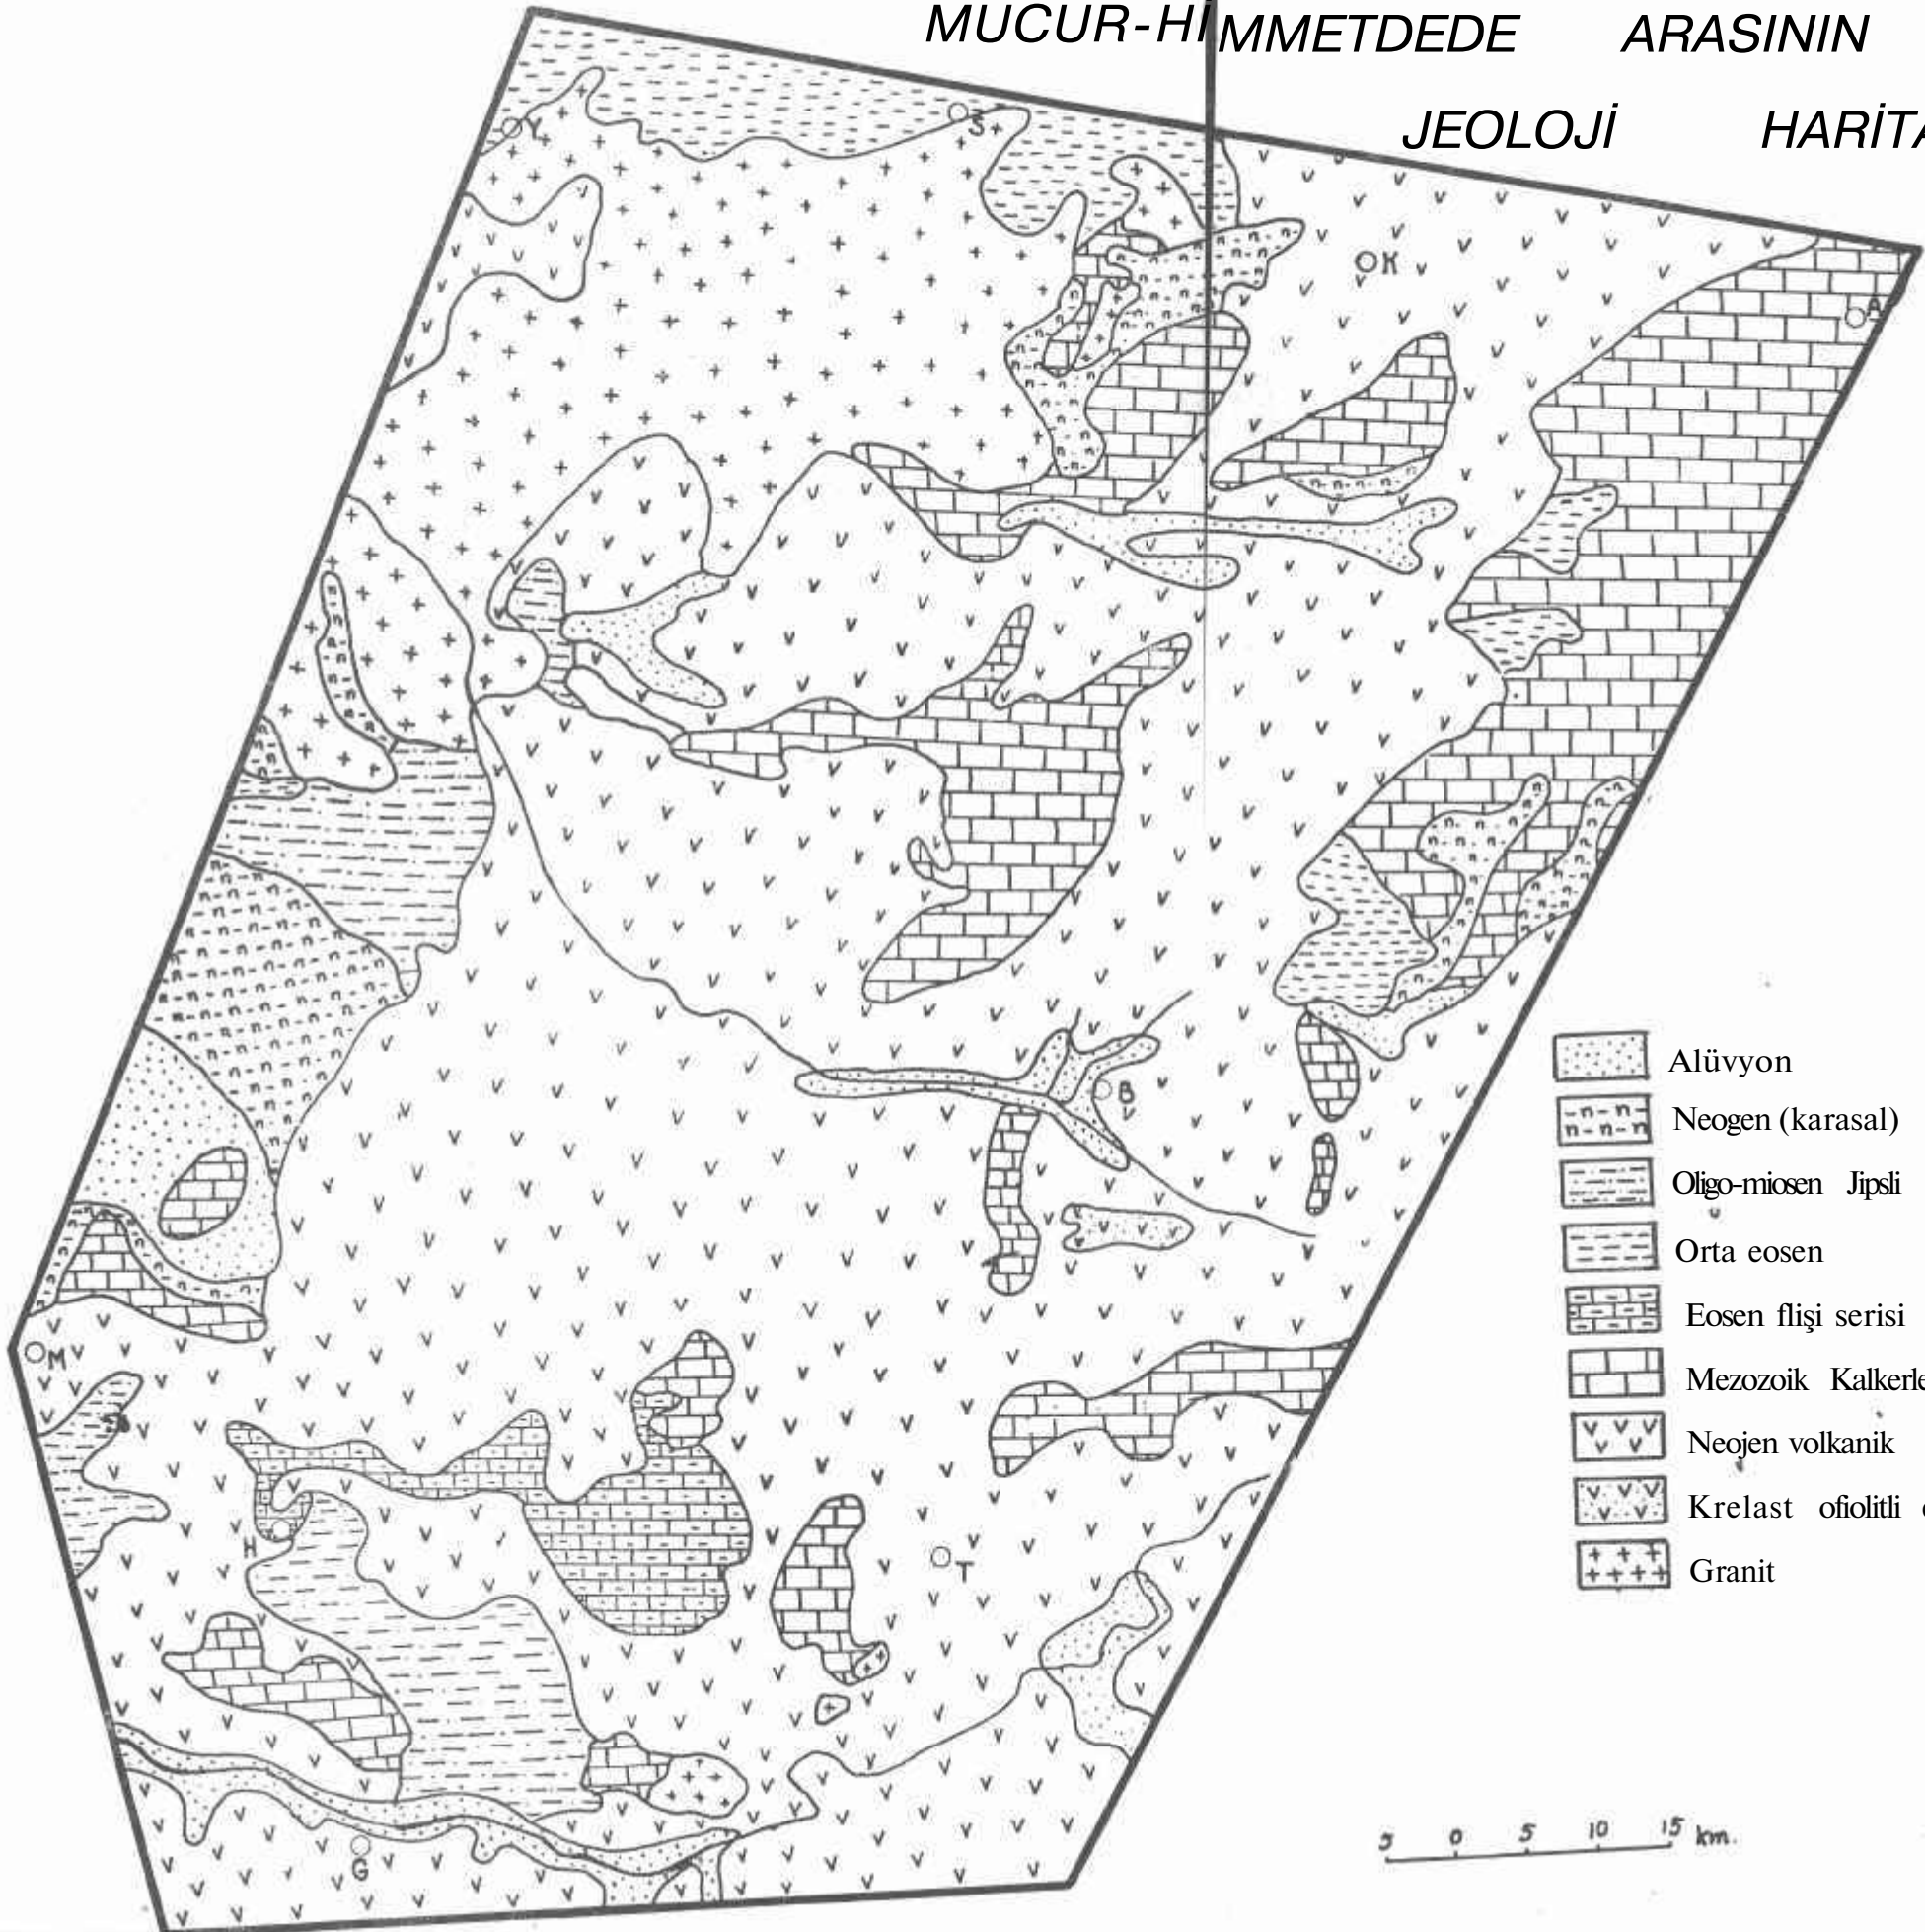 MUCUR-HİMMETDEDE ARASININ
JEOLOJİ HARİTA
Y
S
K
A
B
M
H
T
G
Alüvyon
Neogen (karasal)
Oligo-miosen Jipsli
Orta eosen
Eosen flişi serisi
Mezozoik Kalkerle
Neojen volkanik
Krelast ofiolitli
Granit
5 0 5 10 15 km.